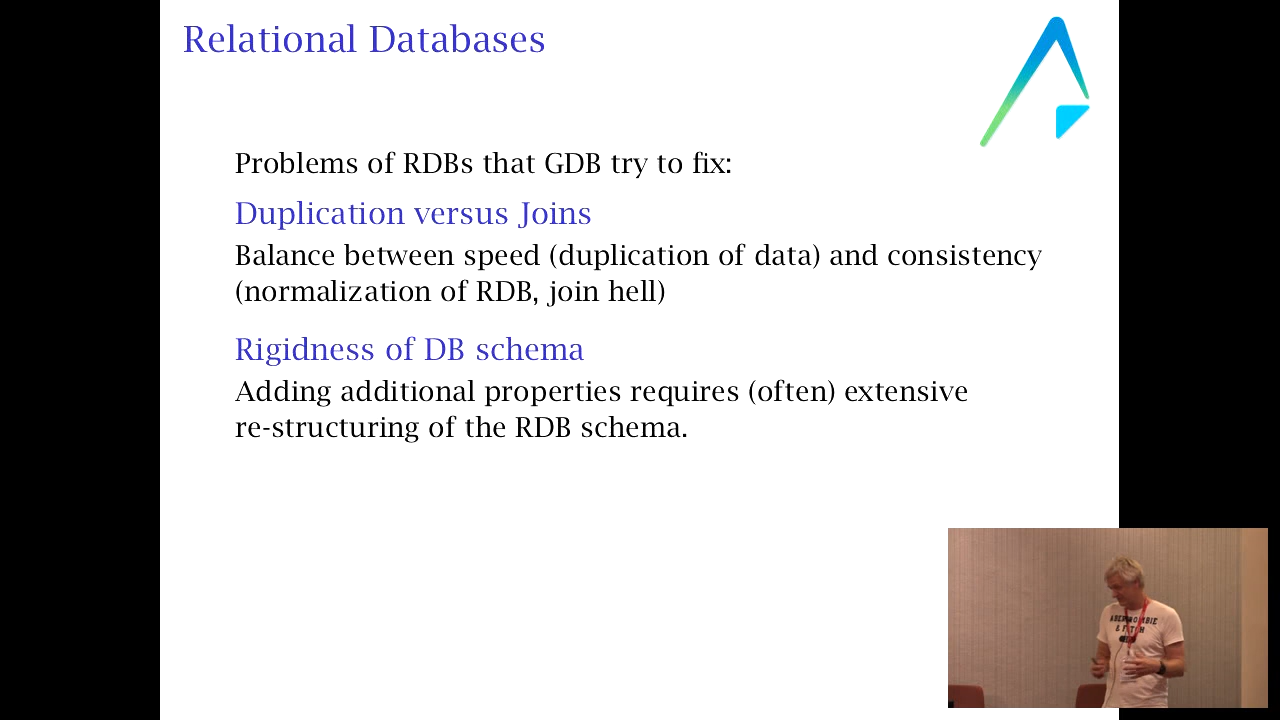 Relational Databases
Problems of RDBs that GDB try to fix:
Duplication versus Joins
Balance between speed (duplication of data) and consistency
(normalization of RDB, join hell)
Rigidness of DB schema
Adding additional properties requires (often) extensive
re-structuring of the RDB schema.
ABERCROMBIE
& FITCH